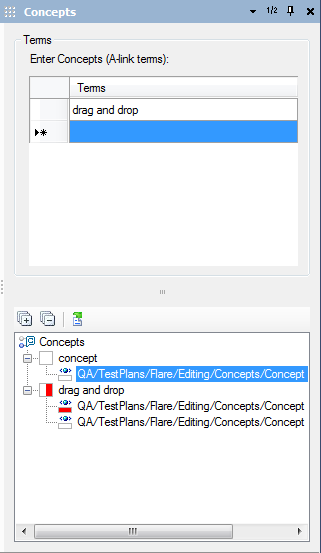 Concepts
1/2
Terms
Enter Concepts (A-link terms):
Terms
drag and drop
Concepts
concept
QA/TestPlans/Flare/Editing/Concepts/Concept
drag and drop
QA/TestPlans/Flare/Editing/Concepts/Concept
QA/TestPlans/Flare/Editing/Concepts/Concept